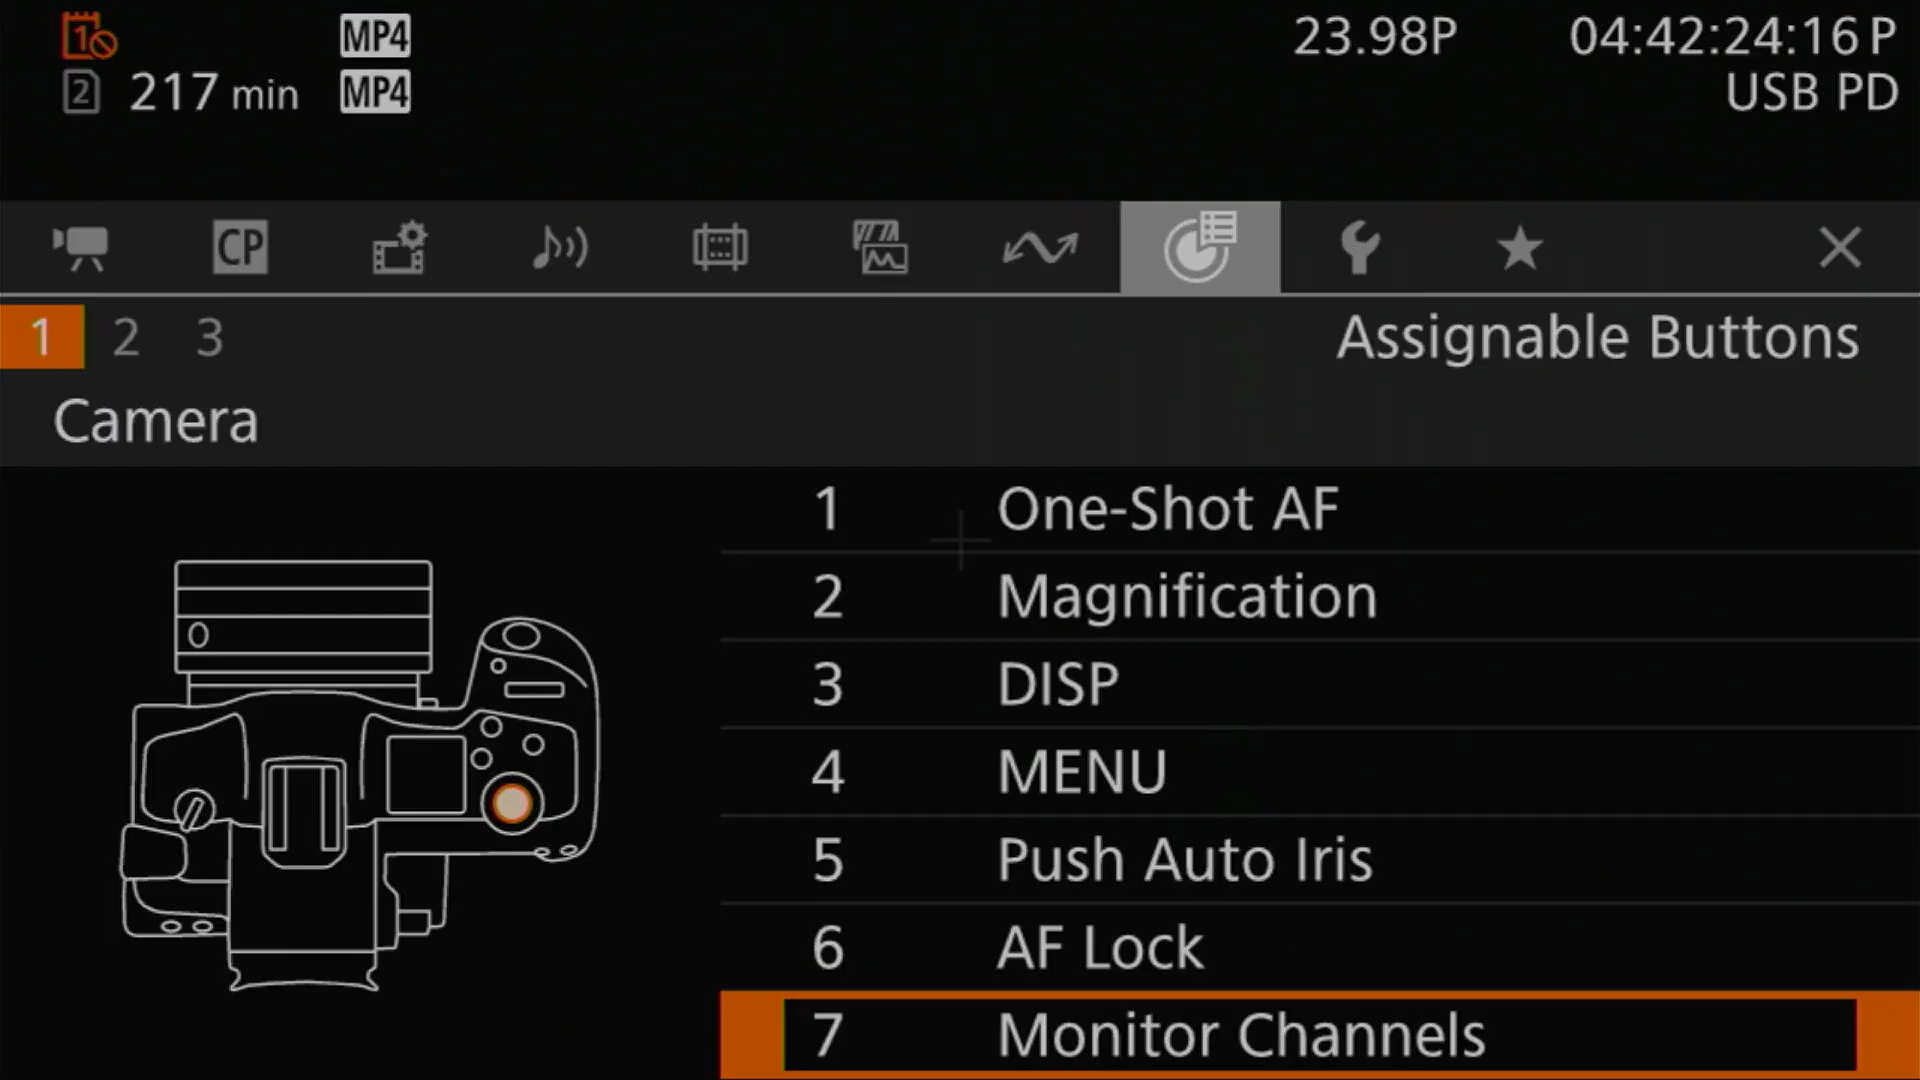 1 MP4 23.98P 04:42:24:16 P
2 217 min MP4 USB PD
CP
1 2 3 Assignable Buttons
Camera
1 One-Shot AF
2 Magnification
3 DISP
4 MENU
5 Push Auto Iris
6 AF Lock
7 Monitor Channels